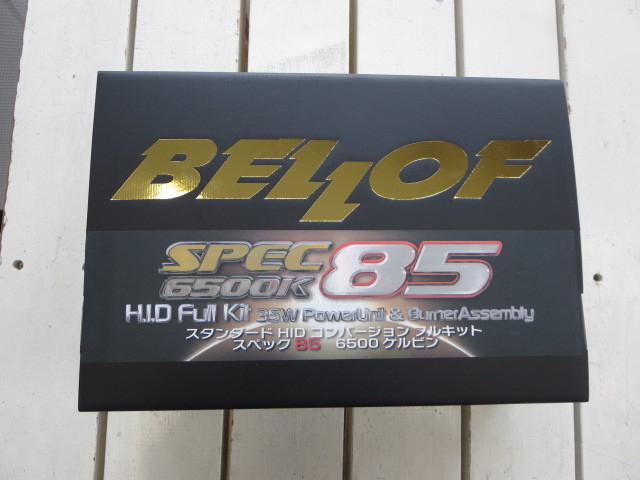 BELLOF
SPEC 85
6500K
H.I.D Full Kit 35W PowerUnit & BurnerAssembly
スタンダード HID コンバージョン フルキット
スペック 85 6500 ケルビン